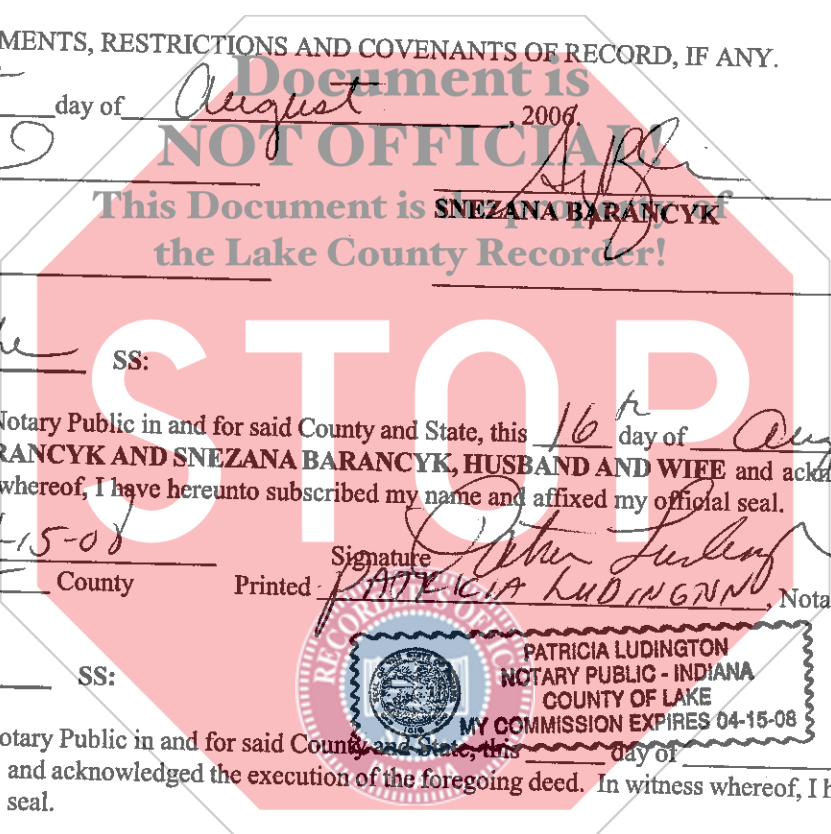 MENTS, RESTRICTIONS AND COVENANTS OF RECORD, IF ANY.
Document is
day of August, 2006.
NOT OFFICIAL!
This Document is the property of
SNEZANA BARANCYK
the Lake County Recorder!
STOP
SS:
Notary Public in and for said County and State, this 16th day of Aug
RANCYK AND SNEZANA BARANCYK, HUSBAND AND WIFE and ackn
whereof, I have hereunto subscribed my name and affixed my official seal.
-15-08
Signature Patricia Ludington
County Printed PATRICIA LUDINGTON, Nota
PATRICIA LUDINGTON
NOTARY PUBLIC - INDIANA
COUNTY OF LAKE
MY COMMISSION EXPIRES 04-15-08
SS:
otary Public in and for said County and State, this day of
and acknowledged the execution of the foregoing deed. In witness whereof, I h
seal.